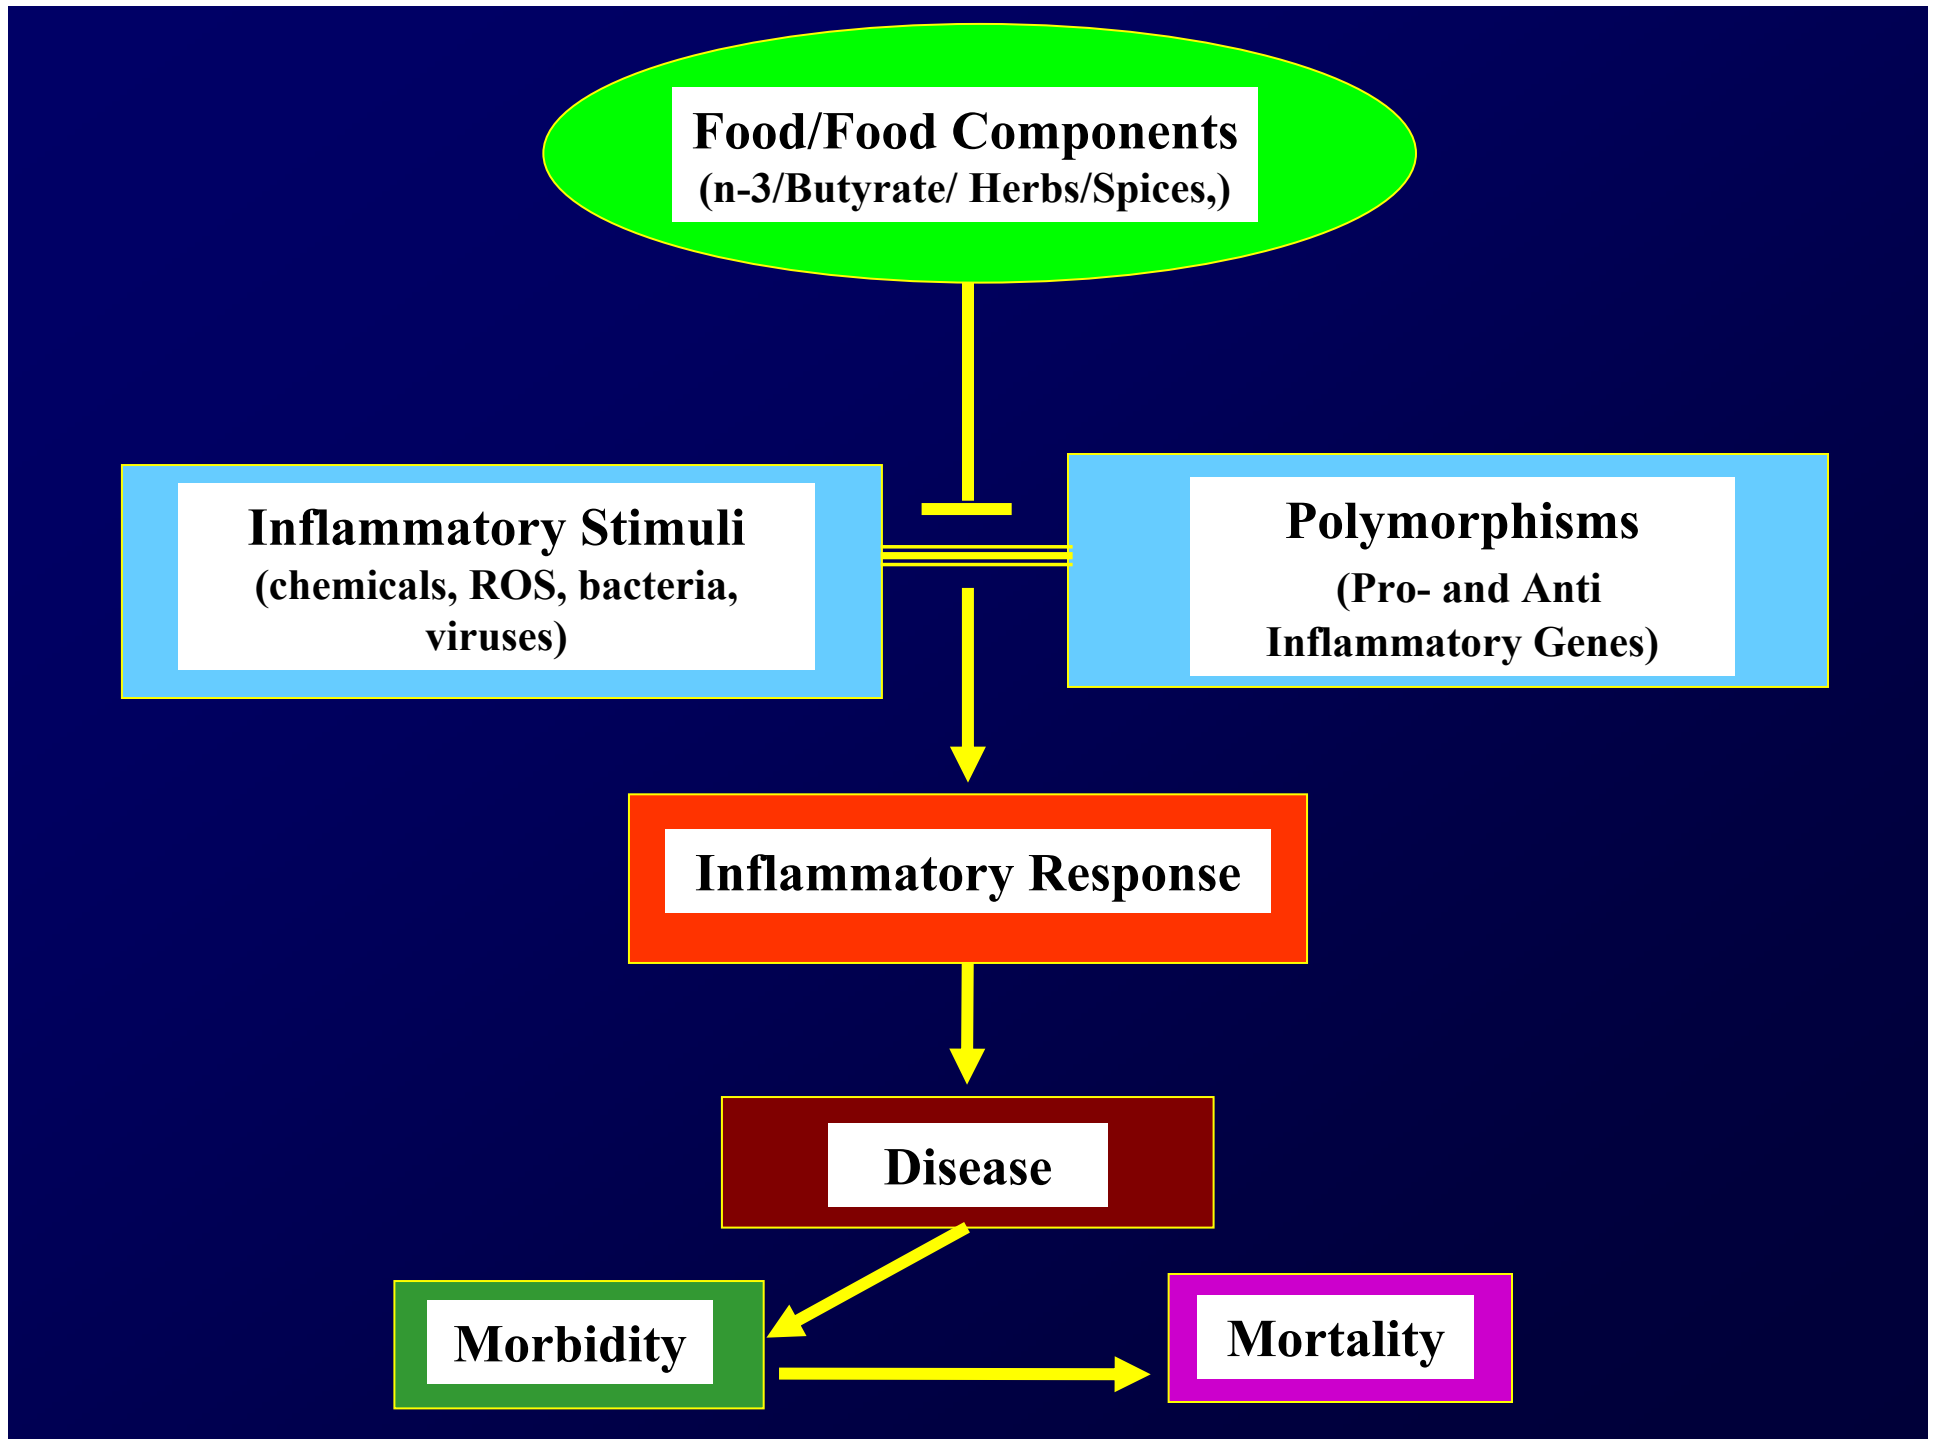 Food/Food Components
(n-3/Butyrate/ Herbs/Spices,)
Inflammatory Stimuli
(chemicals, ROS, bacteria,
viruses)
Polymorphisms
(Pro- and Anti
Inflammatory Genes)
Inflammatory Response
Disease
Morbidity
Mortality